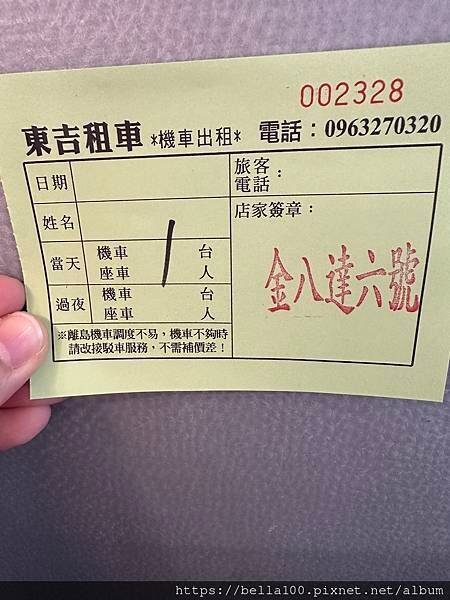 002328
東吉租車 *機車出租* 電話：0963270320
日期
旅客電話：
姓名
店家簽章：
當天 機車 台
座車 人
/
過夜 機車 台
座車 人
金八達六號
※離島機車調度不易，機車不夠時
請改接駁車服務，不需補價差！
https://bella100.pixnet.net/album